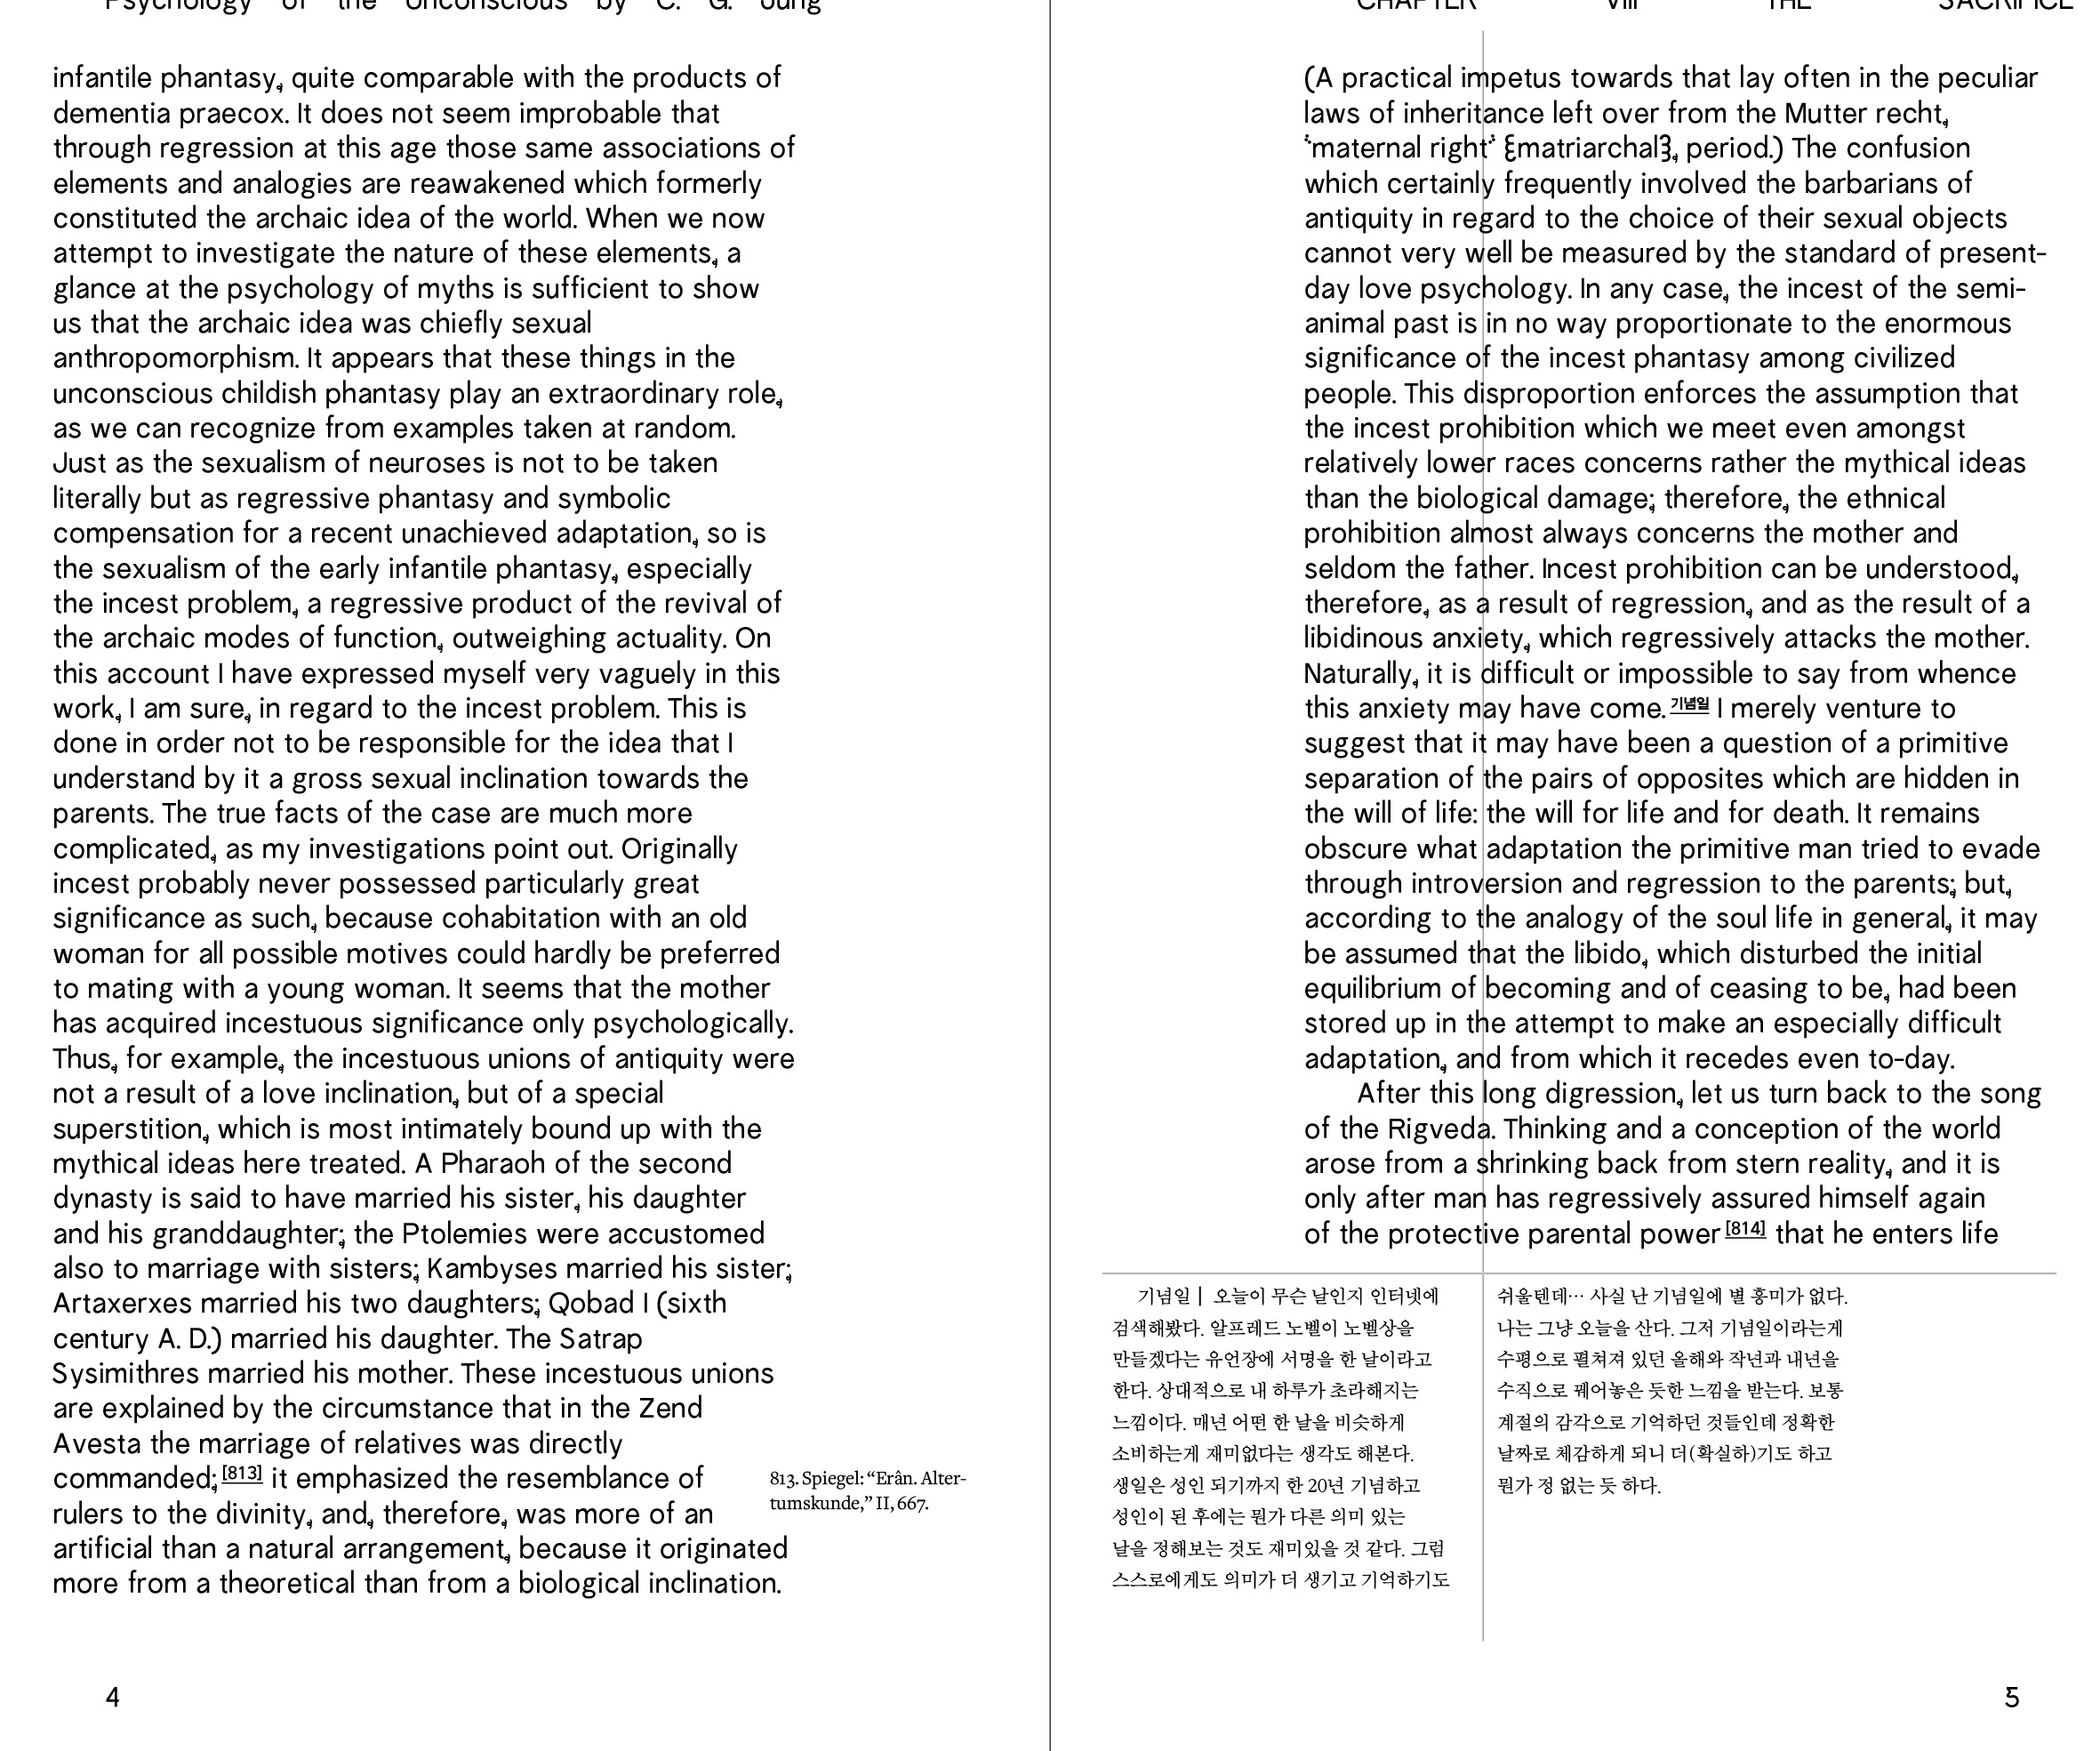 Psychology of the Unconscious by C. G. Jung
infantile phantasy, quite comparable with the products of
dementia praecox. It does not seem improbable that
through regression at this age those same associations of
elements and analogies are reawakened which formerly
constituted the archaic idea of the world. When we now
attempt to investigate the nature of these elements, a
glance at the psychology of myths is sufficient to show
us that the archaic idea was chiefly sexual
anthropomorphism. It appears that these things in the
unconscious childish phantasy play an extraordinary role,
as we can recognize from examples taken at random.
Just as the sexualism of neuroses is not to be taken
literally but as regressive phantasy and symbolic
compensation for a recent unachieved adaptation, so is
the sexualism of the early infantile phantasy, especially
the incest problem, a regressive product of the revival of
the archaic modes of function, outweighing actuality. On
this account I have expressed myself very vaguely in this
work, I am sure, in regard to the incest problem. This is
done in order not to be responsible for the idea that I
understand by it a gross sexual inclination towards the
parents. The true facts of the case are much more
complicated, as my investigations point out. Originally
incest probably never possessed particularly great
significance as such, because cohabitation with an old
woman for all possible motives could hardly be preferred
to mating with a young woman. It seems that the mother
has acquired incestuous significance only psychologically.
Thus, for example, the incestuous unions of antiquity were
not a result of a love inclination, but of a special
superstition, which is most intimately bound up with the
mythical ideas here treated. A Pharaoh of the second
dynasty is said to have married his sister, his daughter
and his granddaughter; the Ptolemies were accustomed
also to marriage with sisters; Kambyses married his sister;
Artaxerxes married his two daughters; Qobad I (sixth
century A. D.) married his daughter. The Satrap
Sysimithres married his mother. These incestuous unions
are explained by the circumstance that in the Zend
Avesta the marriage of relatives was directly
commanded;[813] it emphasized the resemblance of
rulers to the divinity, and, therefore, was more of an
artificial than a natural arrangement, because it originated
more from a theoretical than from a biological inclination.
813. Spiegel: “Erân. Alter-
tumskunde,” II, 667.
4
CHAPTER VIII THE SACRIFICE
(A practical impetus towards that lay often in the peculiar
laws of inheritance left over from the Mutter recht,
“maternal right” {matriarchal}, period.) The confusion
which certainly frequently involved the barbarians of
antiquity in regard to the choice of their sexual objects
cannot very well be measured by the standard of present-
day love psychology. In any case, the incest of the semi-
animal past is in no way proportionate to the enormous
significance of the incest phantasy among civilized
people. This disproportion enforces the assumption that
the incest prohibition which we meet even amongst
relatively lower races concerns rather the mythical ideas
than the biological damage; therefore, the ethnical
prohibition almost always concerns the mother and
seldom the father. Incest prohibition can be understood,
therefore, as a result of regression, and as the result of a
libidinous anxiety, which regressively attacks the mother.
Naturally, it is difficult or impossible to say from whence
this anxiety may have come.기념일 I merely venture to
suggest that it may have been a question of a primitive
separation of the pairs of opposites which are hidden in
the will of life: the will for life and for death. It remains
obscure what adaptation the primitive man tried to evade
through introversion and regression to the parents; but,
according to the analogy of the soul life in general, it may
be assumed that the libido, which disturbed the initial
equilibrium of becoming and of ceasing to be, had been
stored up in the attempt to make an especially difficult
adaptation, and from which it recedes even to-day.
After this long digression, let us turn back to the song
of the Rigveda. Thinking and a conception of the world
arose from a shrinking back from stern reality, and it is
only after man has regressively assured himself again
of the protective parental power[814] that he enters life
기념일 | 오늘이 무슨 날인지 인터넷에
검색해봤다. 알프레드 노벨이 노벨상을
만들겠다는 유언장에 서명을 한 날이라고
한다. 상대적으로 내 하루가 초라해지는
느낌이다. 매년 어떤 한 날을 비슷하게
소비하는게 재미없다는 생각도 해본다.
생일은 성인 되기까지 한 20년 기념하고
성인이 된 후에는 뭔가 다른 의미 있는
날을 정해보는 것도 재미있을 것 같다. 그럼
스스로에게도 의미가 더 생기고 기억하기도
쉬울텐데… 사실 난 기념일에 별 흥미가 없다.
나는 그냥 오늘을 산다. 그저 기념일이라는게
수평으로 펼쳐져 있던 올해와 작년과 내년을
수직으로 꿰어놓은 듯한 느낌을 받는다. 보통
계절의 감각으로 기억하던 것들인데 정확한
날짜로 체감하게 되니 더(확실하)기도 하고
뭔가 정 없는 듯 하다.
5